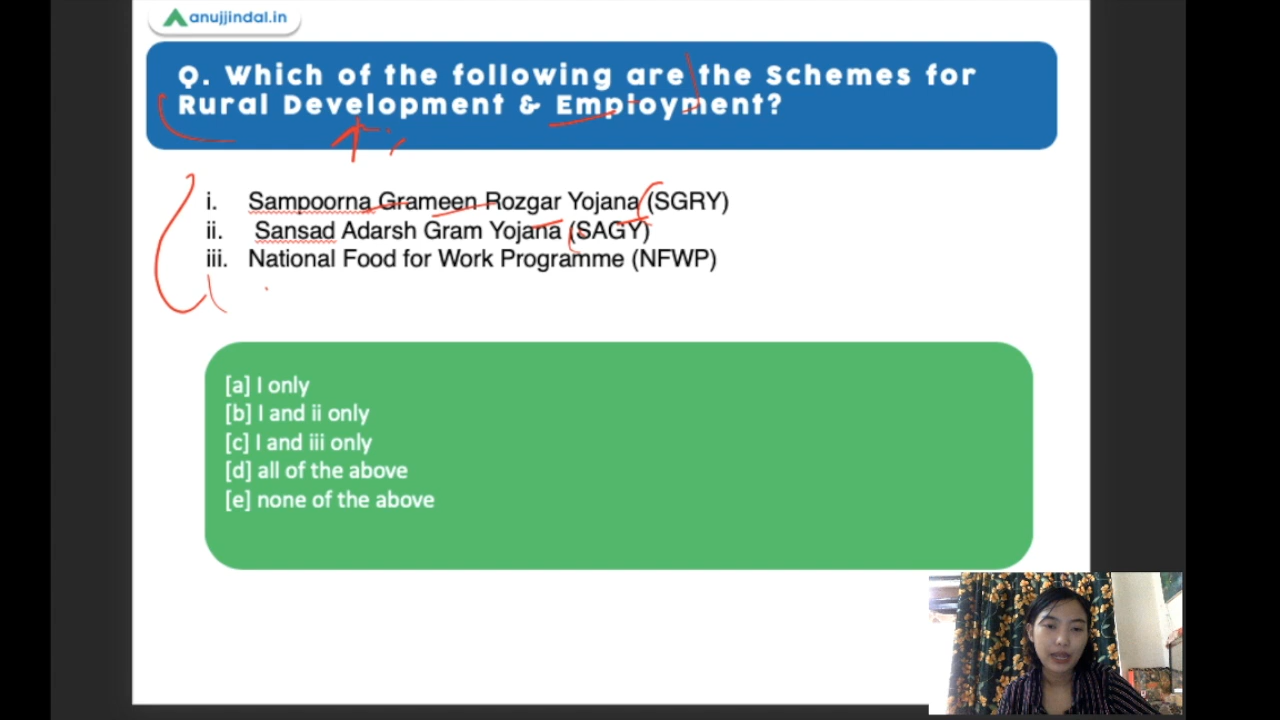 anujjindal.in
Q. Which of the following are the Schemes for
Rural Development & Employment?
i. Sampoorna Grameen Rozgar Yojana (SGRY)
ii. Sansad Adarsh Gram Yojana (SAGY)
iii. National Food for Work Programme (NFWP)
[a] I only
[b] I and ii only
[c] I and iii only
[d] all of the above
[e] none of the above